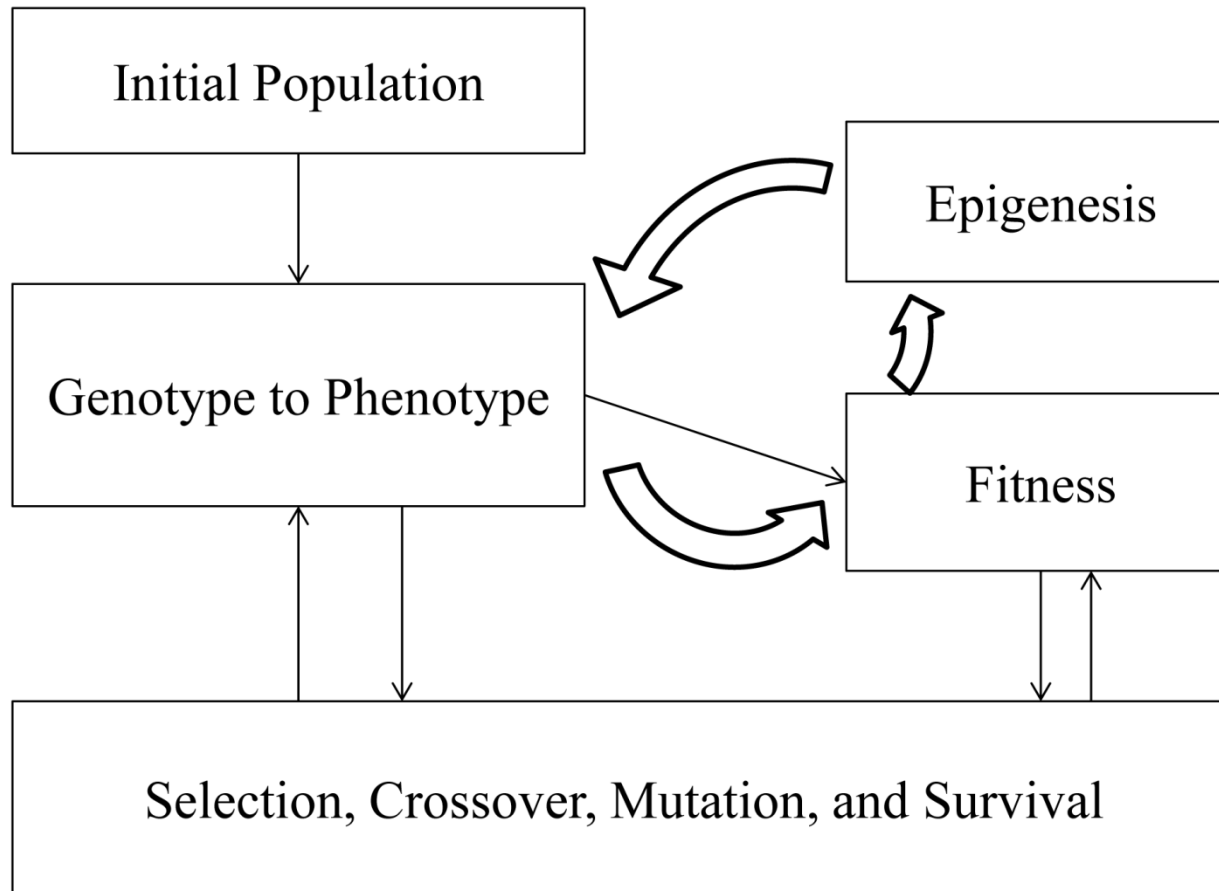 Initial Population
Epigenesis
Genotype to Phenotype
Fitness
Selection, Crossover, Mutation, and Survival